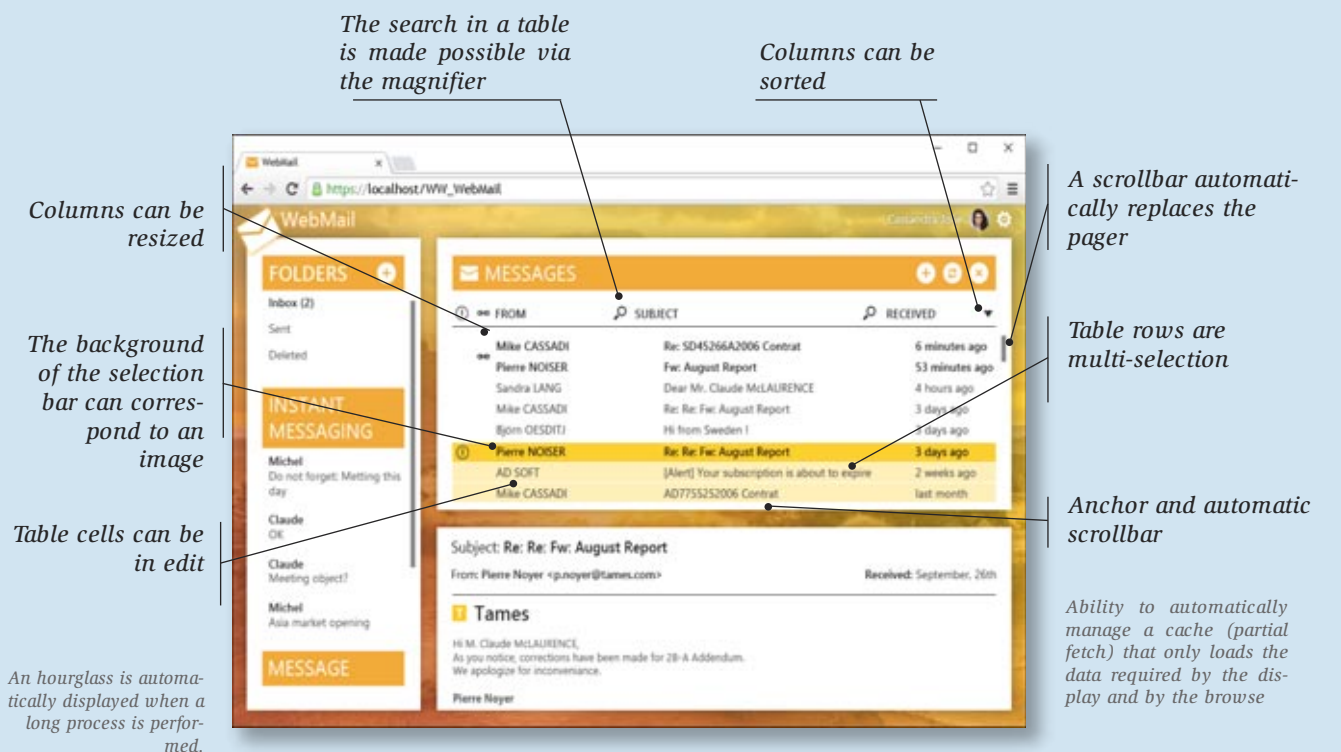 The search in a table
is made possible via
the magnifier
Columns can be
sorted
Columns can be
resized
The background
of the selection
bar can corres-
pond to an
image
Table cells can be
in edit
An hourglass is automa-
tically displayed when a
long process is perfor-
med.
A scrollbar automati-
cally replaces the
pager
Table rows are
multi-selection
Anchor and automatic
scrollbar
Ability to automatically
manage a cache (partial
fetch) that only loads the
data required by the dis-
play and by the browse
WebMail
https://localhost/WW_WebMail
WebMail
FOLDERS
Inbox (2)
Sent
Deleted
INSTANT
MESSAGING
Michel
Do not forget: Metting this
day
Claude
OK
Claude
Meeting object?
Michel
Asia market opening
MESSAGE
MESSAGES
FROM SUBJECT RECEIVED
Mike CASSADI Re: SD45266A2006 Contrat 6 minutes ago
Pierre NOISER Fw: August Report 53 minutes ago
Sandra LANG Dear Mr. Claude McLAURENCE 4 hours ago
Mike CASSADI Re: Re: Fw: August Report 3 days ago
Bjorn OESDITJ Hi from Sweden ! 3 days ago
Pierre NOISER Re: Re: Fw: August Report 3 days ago
AD SOFT [Alert] Your subscription is about to expire 2 weeks ago
Mike CASSADI AD7755252006 Contrat last month
Subject: Re: Re: Fw: August Report
From: Pierre Noyer <p.noyer@tames.com> Received: September, 26th
T Tames
Hi M. Claude McLAURENCE,
As you notice, corrections have been made for 2B-A Addendum.
We apologize for inconvenience.
Pierre Noyer